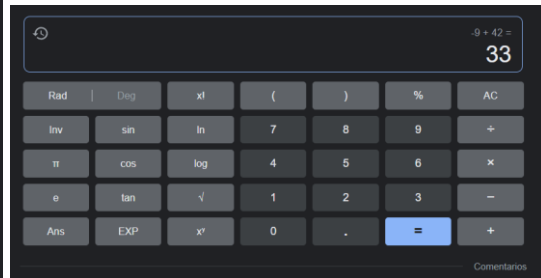 -9 + 42 =
33
Rad | Deg x! ( ) % AC
Inv sin ln 7 8 9 ÷
π cos log 4 5 6 ×
e tan √ 1 2 3 −
Ans EXP xʸ 0 . = +
Comentarios